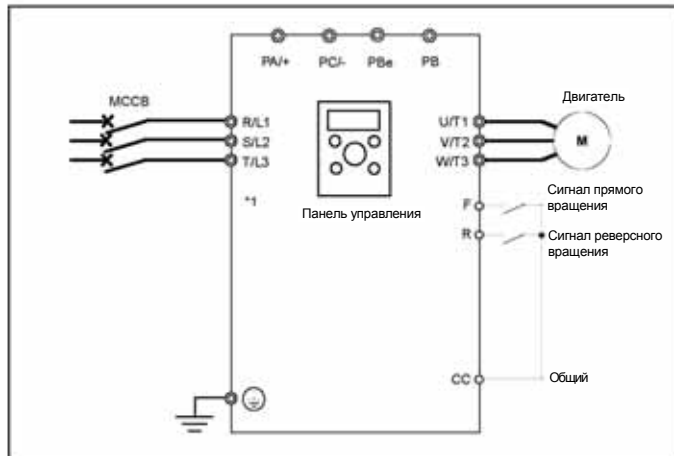 PA/+ PC/- PBe PB
MCCB
R/L1
S/L2
T/L3
*1
Панель управления
U/T1
V/T2
W/T3
Двигатель
M
F
Сигнал прямого
вращения
R
Сигнал реверсного
вращения
CC
Общий